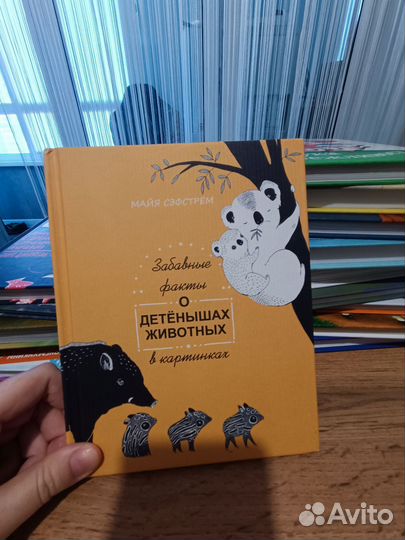 МАЙЯ СЭФСТРЁМ
Забавные
факты
О
ДЕТЁНЫШАХ
ЖИВОТНЫХ
в картинках
Avito